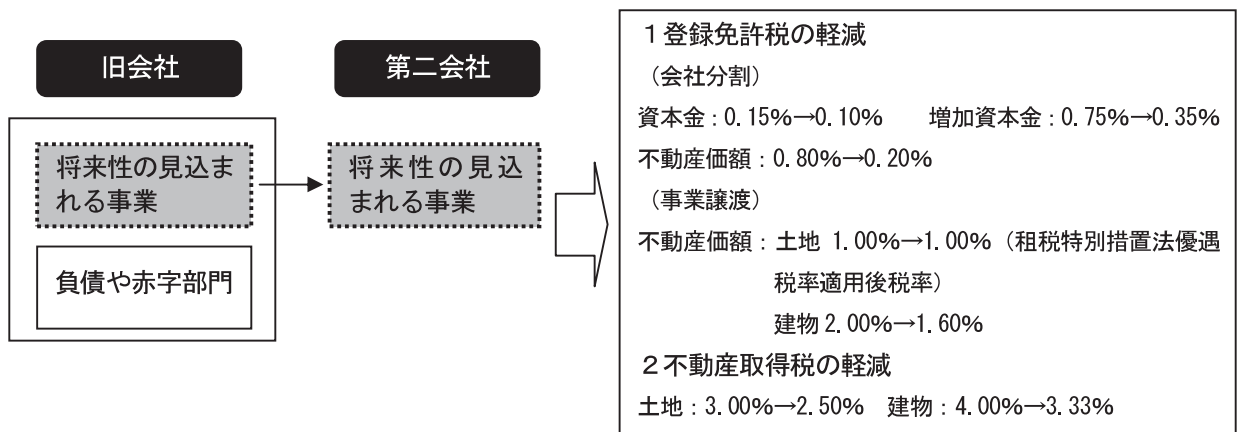 旧会社
第二会社
将来性の見込ま
れる事業
負債や赤字部門
将来性の見込
まれる事業
1登録免許税の軽減
（会社分割）
資本金：0.15%→0.10%　増加資本金：0.75%→0.35%
不動産価額：0.80%→0.20%
（事業譲渡）
不動産価額：土地 1.00%→1.00%（租税特別措置法優遇
税率適用後税率）
建物 2.00%→1.60%
2不動産取得税の軽減
土地：3.00%→2.50%　建物：4.00%→3.33%